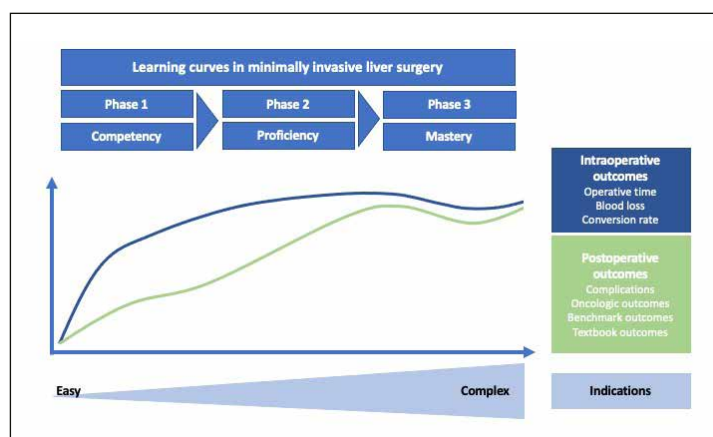 Learning curves in minimally invasive liver surgery
Phase 1
Phase 2
Phase 3
Competency
Proficiency
Mastery
Intraoperative
outcomes
Operative time
Blood loss
Conversion rate
Postoperative
outcomes
Complications
Oncologic outcomes
Benchmark outcomes
Textbook outcomes
Easy
Complex
Indications